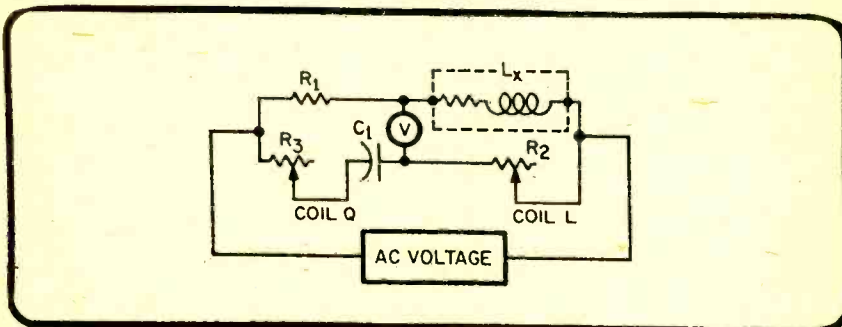 Lx
R1
C1
V
R3
R2
COIL Q
COIL L
AC VOLTAGE